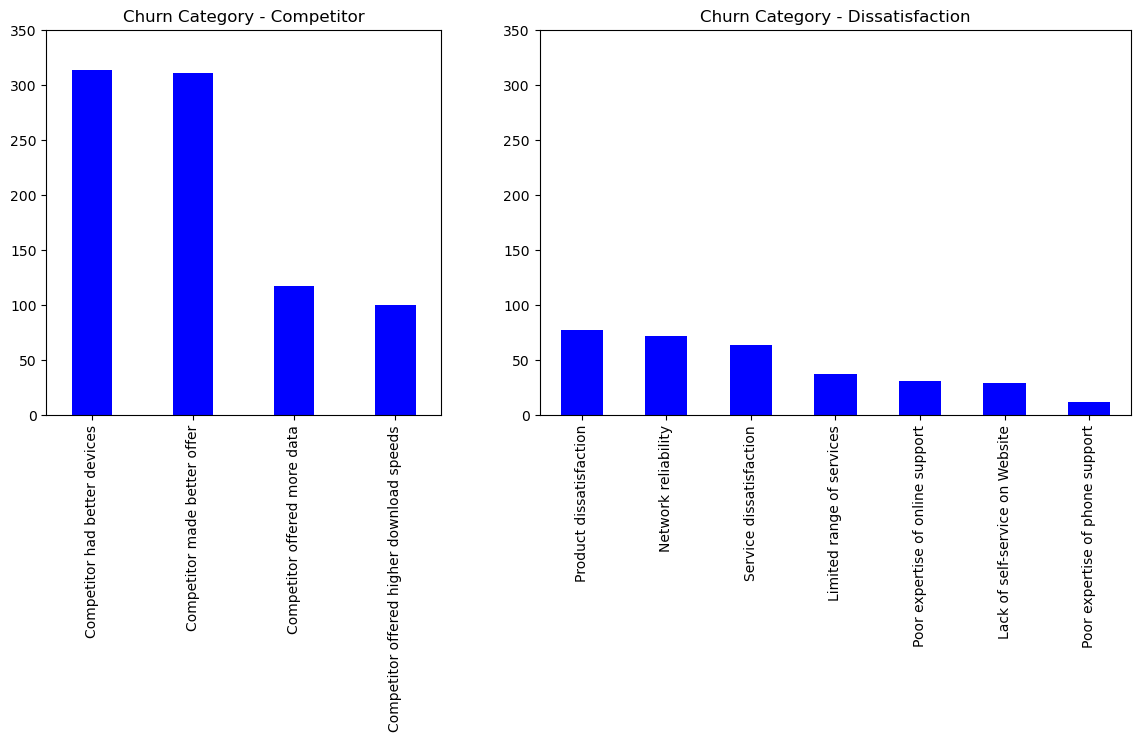 Churn Category - Competitor
350
300
250
200
150
100
50
0
Competitor had better devices
Competitor made better offer
Competitor offered more data
Competitor offered higher download speeds
Churn Category - Dissatisfaction
350
300
250
200
150
100
50
0
Product dissatisfaction
Network reliability
Service dissatisfaction
Limited range of services
Poor expertise of online support
Lack of self-service on Website
Poor expertise of phone support